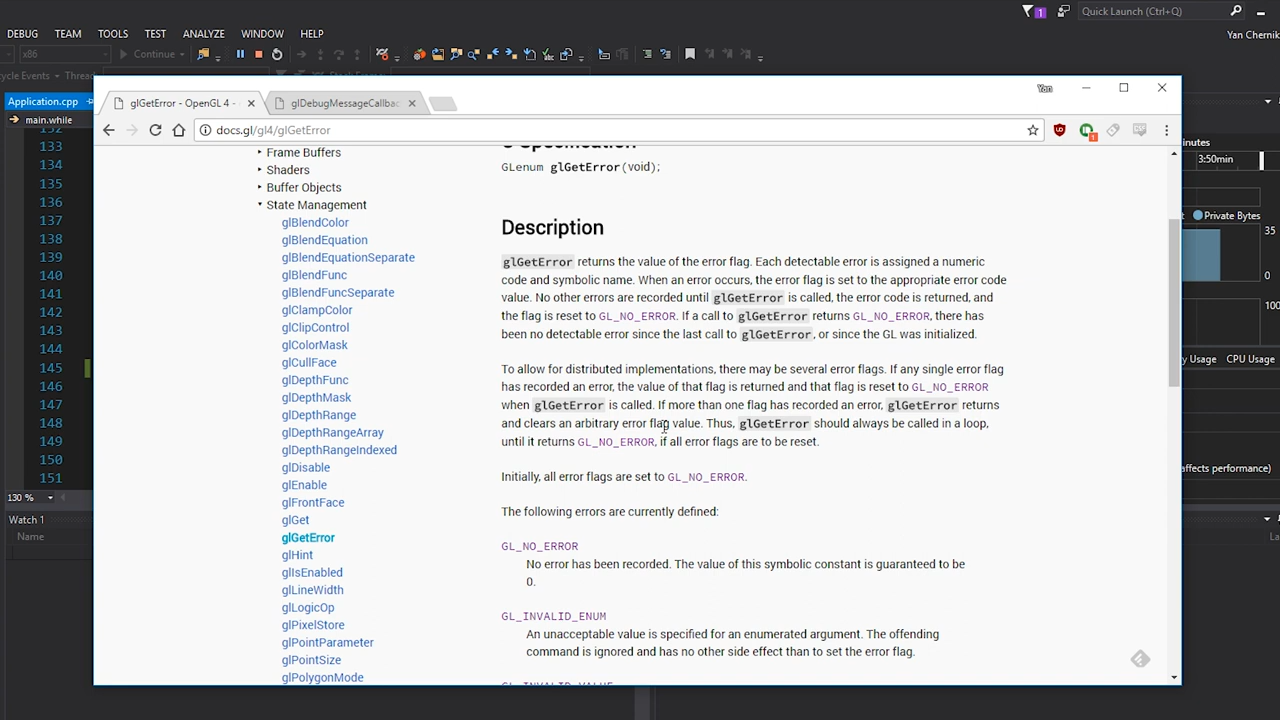 Quick Launch (Ctrl+Q)
1
DEBUG TEAM TOOLS TEST ANALYZE WINDOW HELP
Yan Chernik
x86 Continue
cycle Events Thread
Application.cpp
main.while
132
133
134
135
136
137
138
139
140
141
142
143
144
145
146
147
148
149
150
151
130 %
Watch 1
Name
glGetError - OpenGL 4 -
glDebugMessageCallbac
Yan
docs.gl/gl4/glGetError
1
Frame Buffers
Shaders
Buffer Objects
State Management
glBlendColor
glBlendEquation
glBlendEquationSeparate
glBlendFunc
glBlendFuncSeparate
glClampColor
glClipControl
glColorMask
glCullFace
glDepthFunc
glDepthMask
glDepthRange
glDepthRangeArray
glDepthRangeIndexed
glDisable
glEnable
glFrontFace
glGet
glGetError
glHint
glIsEnabled
glLineWidth
glLogicOp
glPixelStore
glPointParameter
glPointSize
glPolygonMode
C Specification
GLenum glGetError(void);
Description
glGetError returns the value of the error flag. Each detectable error is assigned a numeric
code and symbolic name. When an error occurs, the error flag is set to the appropriate error code
value. No other errors are recorded until glGetError is called, the error code is returned, and
the flag is reset to GL_NO_ERROR. If a call to glGetError returns GL_NO_ERROR, there has
been no detectable error since the last call to glGetError, or since the GL was initialized.
To allow for distributed implementations, there may be several error flags. If any single error flag
has recorded an error, the value of that flag is returned and that flag is reset to GL_NO_ERROR
when glGetError is called. If more than one flag has recorded an error, glGetError returns
and clears an arbitrary error flag value. Thus, glGetError should always be called in a loop,
until it returns GL_NO_ERROR, if all error flags are to be reset.
Initially, all error flags are set to GL_NO_ERROR.
The following errors are currently defined:
GL_NO_ERROR
No error has been recorded. The value of this symbolic constant is guaranteed to be
0.
GL_INVALID_ENUM
An unacceptable value is specified for an enumerated argument. The offending
command is ignored and has no other side effect than to set the error flag.
GL_INVALID_VALUE
inutes
3:50min
Private Bytes
35
0
100
y Usage CPU Usage
affects performance)